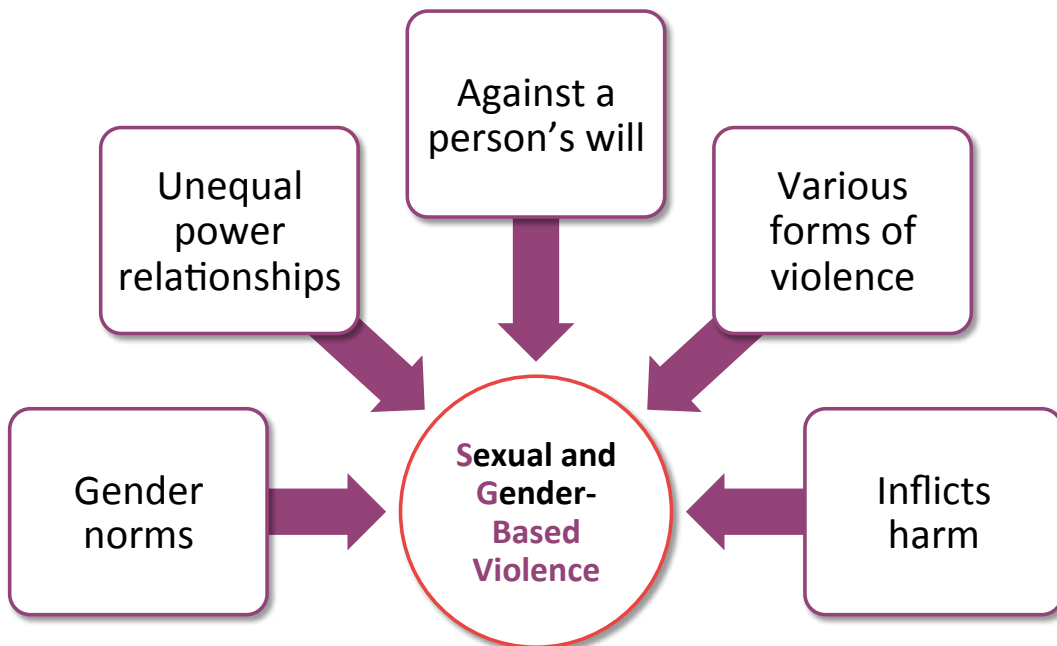 Against a
person’s will
Unequal
power
relationships
Various
forms of
violence
Gender
norms
Sexual and
Gender-
Based
Violence
Inflicts
harm